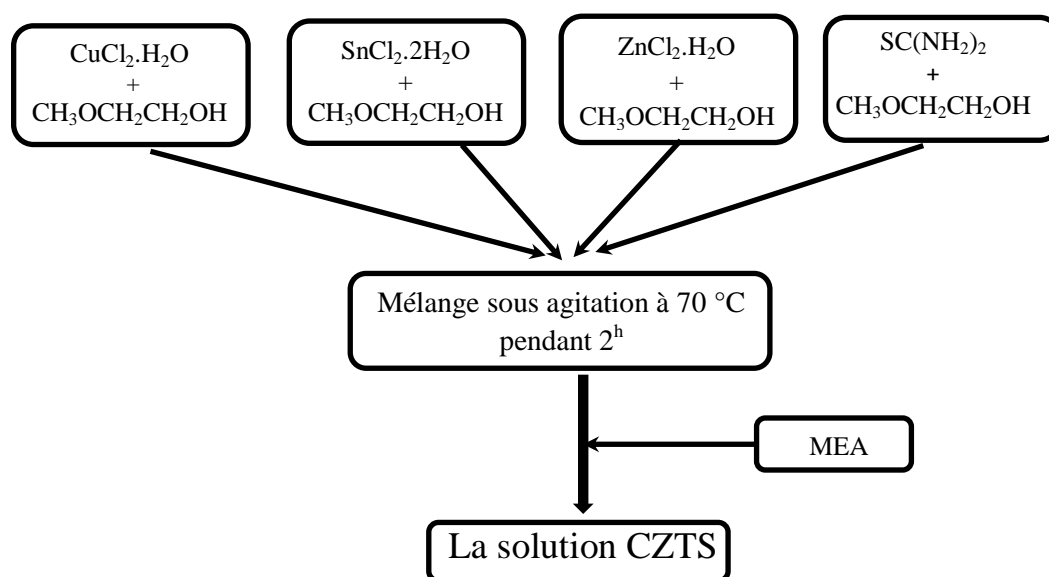 CuCl₂.H₂O
+
CH₃OCH₂CH₂OH
SnCl₂.2H₂O
+
CH₃OCH₂CH₂OH
ZnCl₂.H₂O
+
CH₃OCH₂CH₂OH
SC(NH₂)₂
+
CH₃OCH₂CH₂OH
Mélange sous agitation à 70 °C
pendant 2ʰ
MEA
La solution CZTS